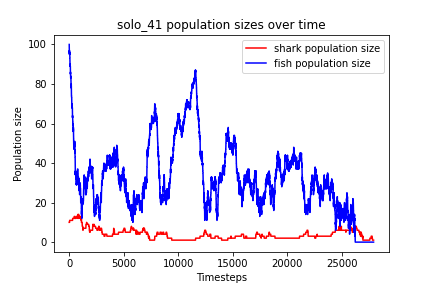 solo_41 population sizes over time
shark population size
fish population size
Population size
100
80
60
40
20
0
0
5000
10000
15000
20000
25000
Timesteps